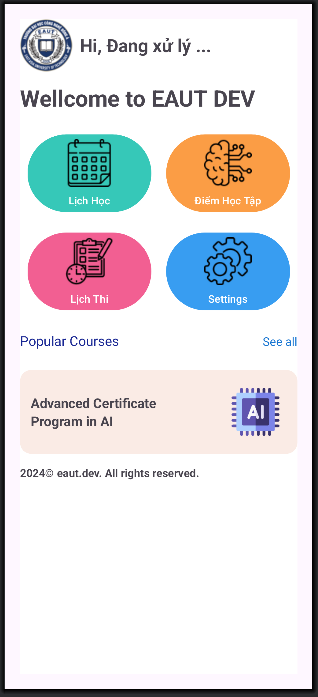 EAUT
Hi, Đang xử lý ...
Wellcome to EAUT DEV
Lịch Học
Điểm Học Tập
Lịch Thi
Settings
Popular Courses
See all
Advanced Certificate
Program in AI
AI
2024© eaut.dev. All rights reserved.